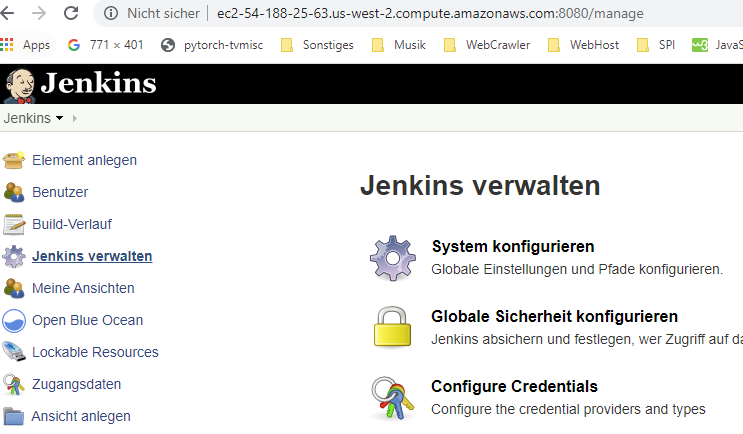 Nicht sicher | ec2-54-188-25-63.us-west-2.compute.amazonaws.com:8080/manage
Apps 771 × 401 pytorch-tvmisc Sonstiges Musik WebCrawler WebHost SPI w3 JavaS
Jenkins
Jenkins
Element anlegen
Benutzer
Build-Verlauf
Jenkins verwalten
Meine Ansichten
Open Blue Ocean
Lockable Resources
Zugangsdaten
Ansicht anlegen
Jenkins verwalten
System konfigurieren
Globale Einstellungen und Pfade konfigurieren.
Globale Sicherheit konfigurieren
Jenkins absichern und festlegen, wer Zugriff auf da
Configure Credentials
Configure the credential providers and types